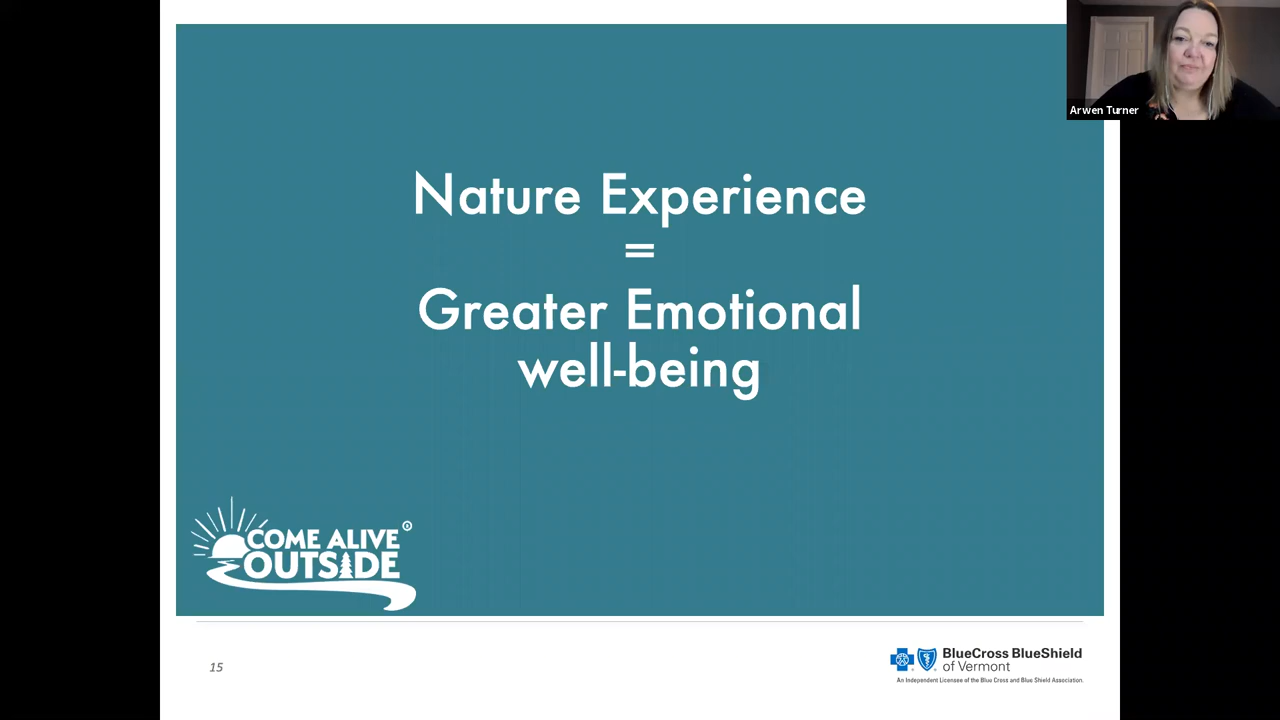 Arwen Turner
Nature Experience
=
Greater Emotional
well-being
COME ALIVE
OUTSIDE
15
BlueCross BlueShield
of Vermont
An Independent Licensee of the Blue Cross and Blue Shield Association.